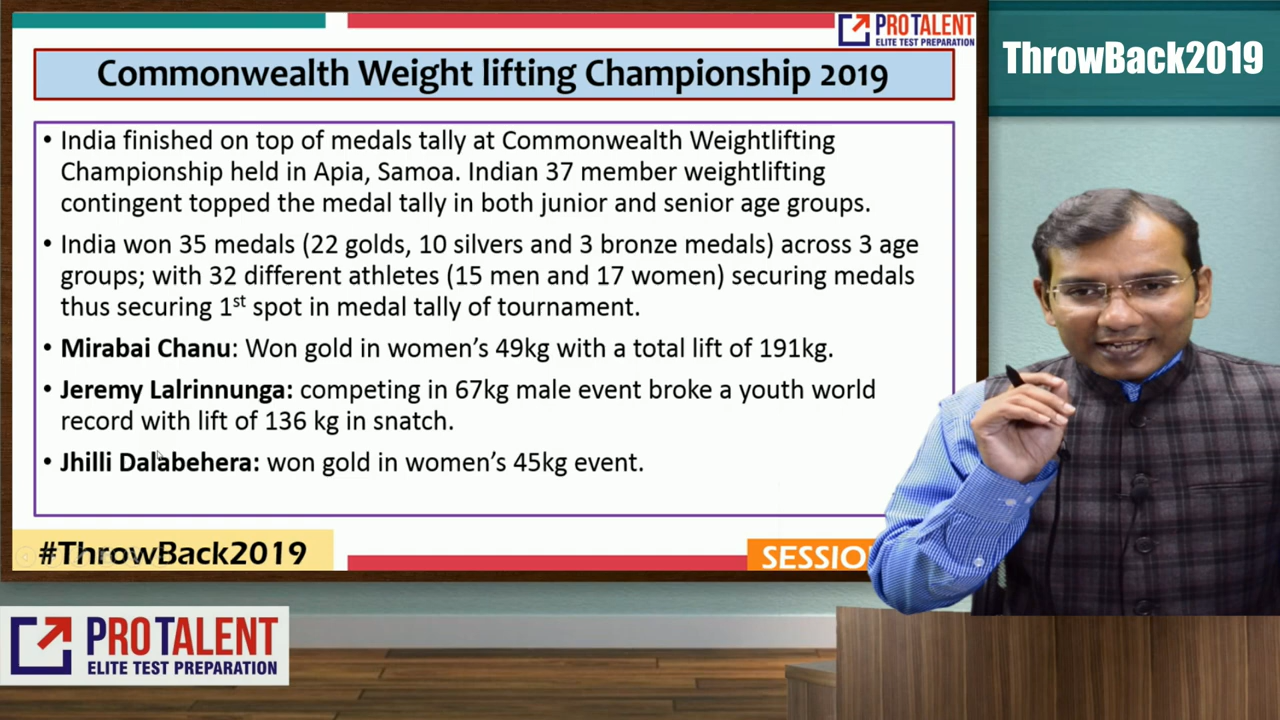 PROTALENT
ELITE TEST PREPARATION
ThrowBack2019
Commonwealth Weight lifting Championship 2019
• India finished on top of medals tally at Commonwealth Weightlifting
Championship held in Apia, Samoa. Indian 37 member weightlifting
contingent topped the medal tally in both junior and senior age groups.
• India won 35 medals (22 golds, 10 silvers and 3 bronze medals) across 3 age
groups; with 32 different athletes (15 men and 17 women) securing medals
thus securing 1st spot in medal tally of tournament.
• Mirabai Chanu: Won gold in women’s 49kg with a total lift of 191kg.
• Jeremy Lalrinnunga: competing in 67kg male event broke a youth world
record with lift of 136 kg in snatch.
• Jhilli Dalabehera: won gold in women’s 45kg event.
#ThrowBack2019
SESSIO
PROTALENT
ELITE TEST PREPARATION